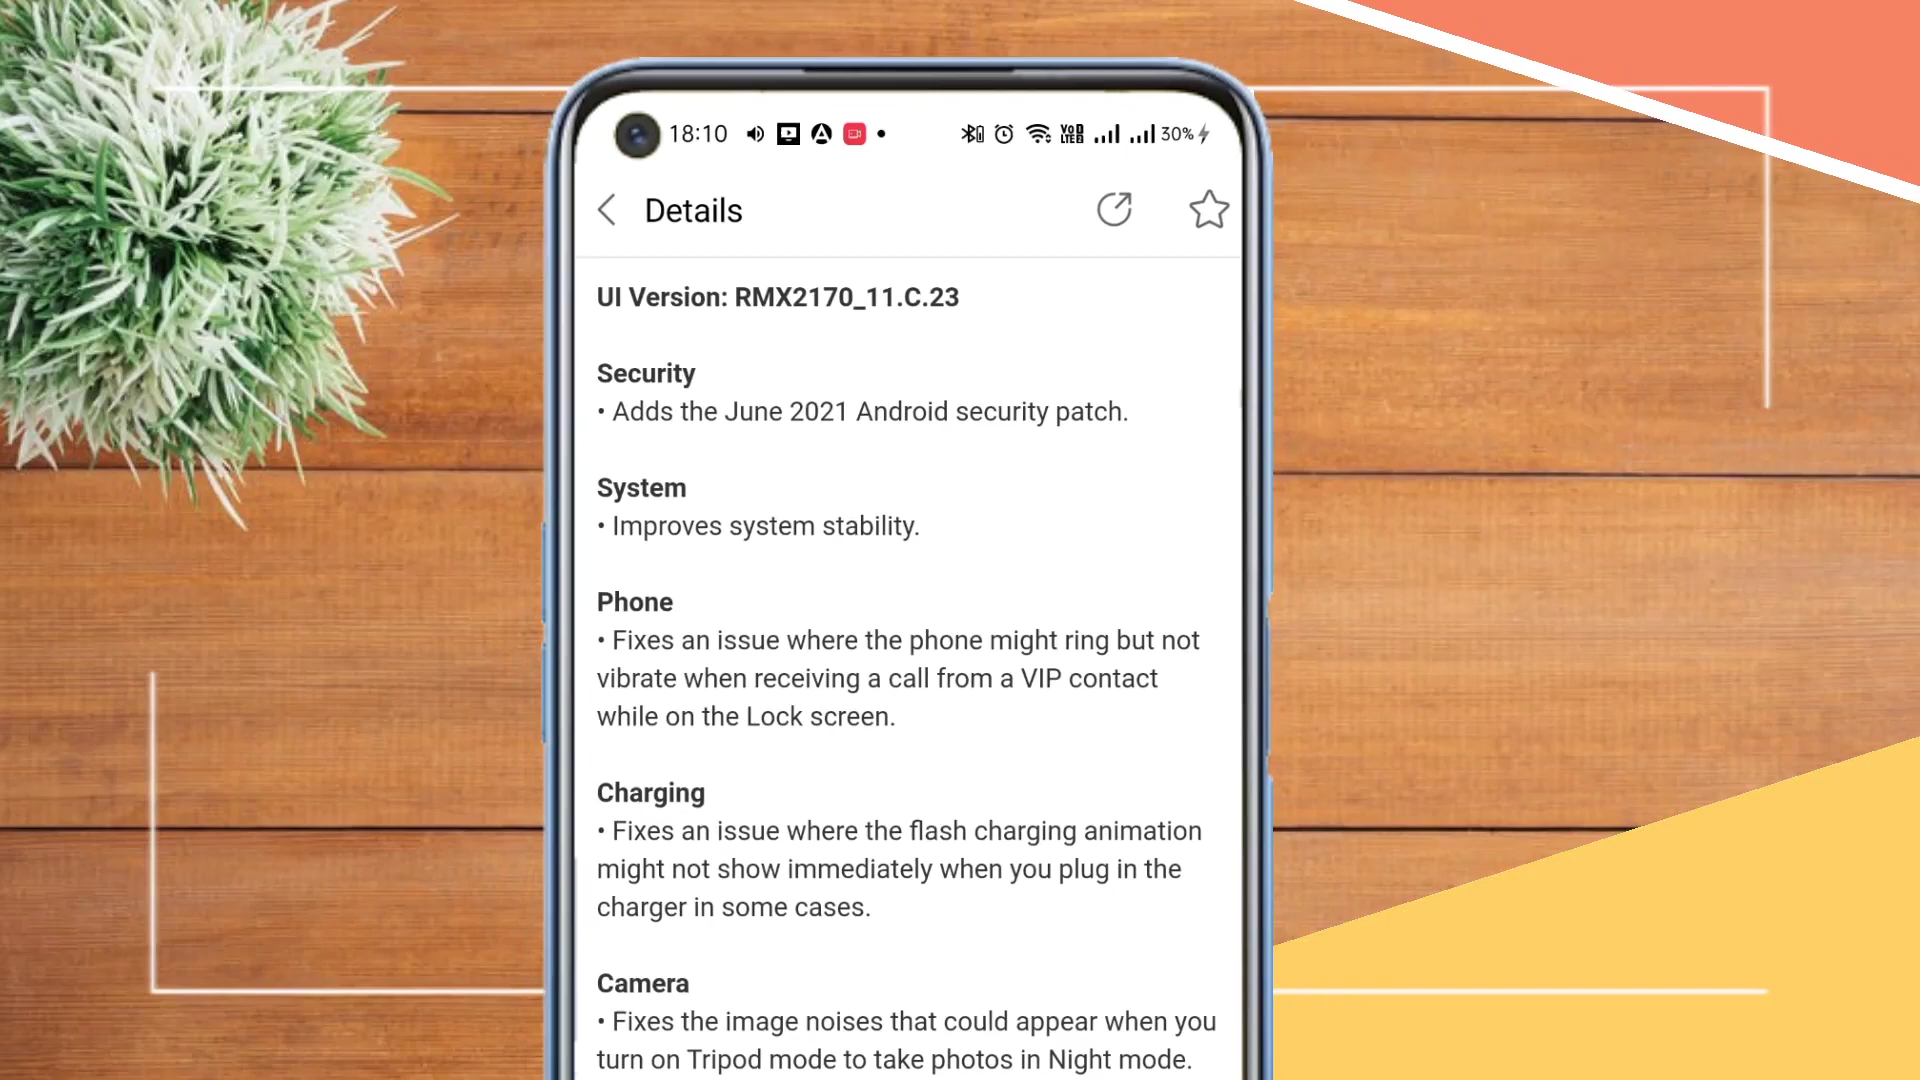 18:10 VoD LTE2 30%
Details
UI Version: RMX2170_11.C.23
Security
• Adds the June 2021 Android security patch.
System
• Improves system stability.
Phone
• Fixes an issue where the phone might ring but not
vibrate when receiving a call from a VIP contact
while on the Lock screen.
Charging
• Fixes an issue where the flash charging animation
might not show immediately when you plug in the
charger in some cases.
Camera
• Fixes the image noises that could appear when you
turn on Tripod mode to take photos in Night mode.